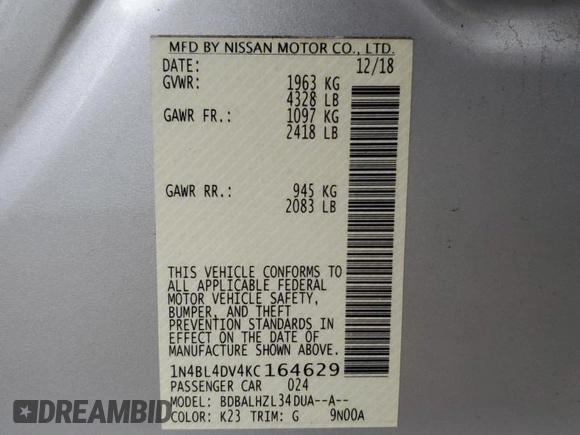 MFD BY NISSAN MOTOR CO., LTD.
DATE: 12/18
GVWR: 1963 KG
4328 LB
GAWR FR.: 1097 KG
2418 LB
GAWR RR.: 945 KG
2083 LB
THIS VEHICLE CONFORMS TO
ALL APPLICABLE FEDERAL
MOTOR VEHICLE SAFETY,
BUMPER, AND THEFT
PREVENTION STANDARDS IN
EFFECT ON THE DATE OF
MANUFACTURE SHOWN ABOVE.
1N4BL4DV4KC164629
PASSENGER CAR 024
MODEL: BDBALHZL34DUA--A--
COLOR: K23 TRIM: G 9N00A
DREAMBID